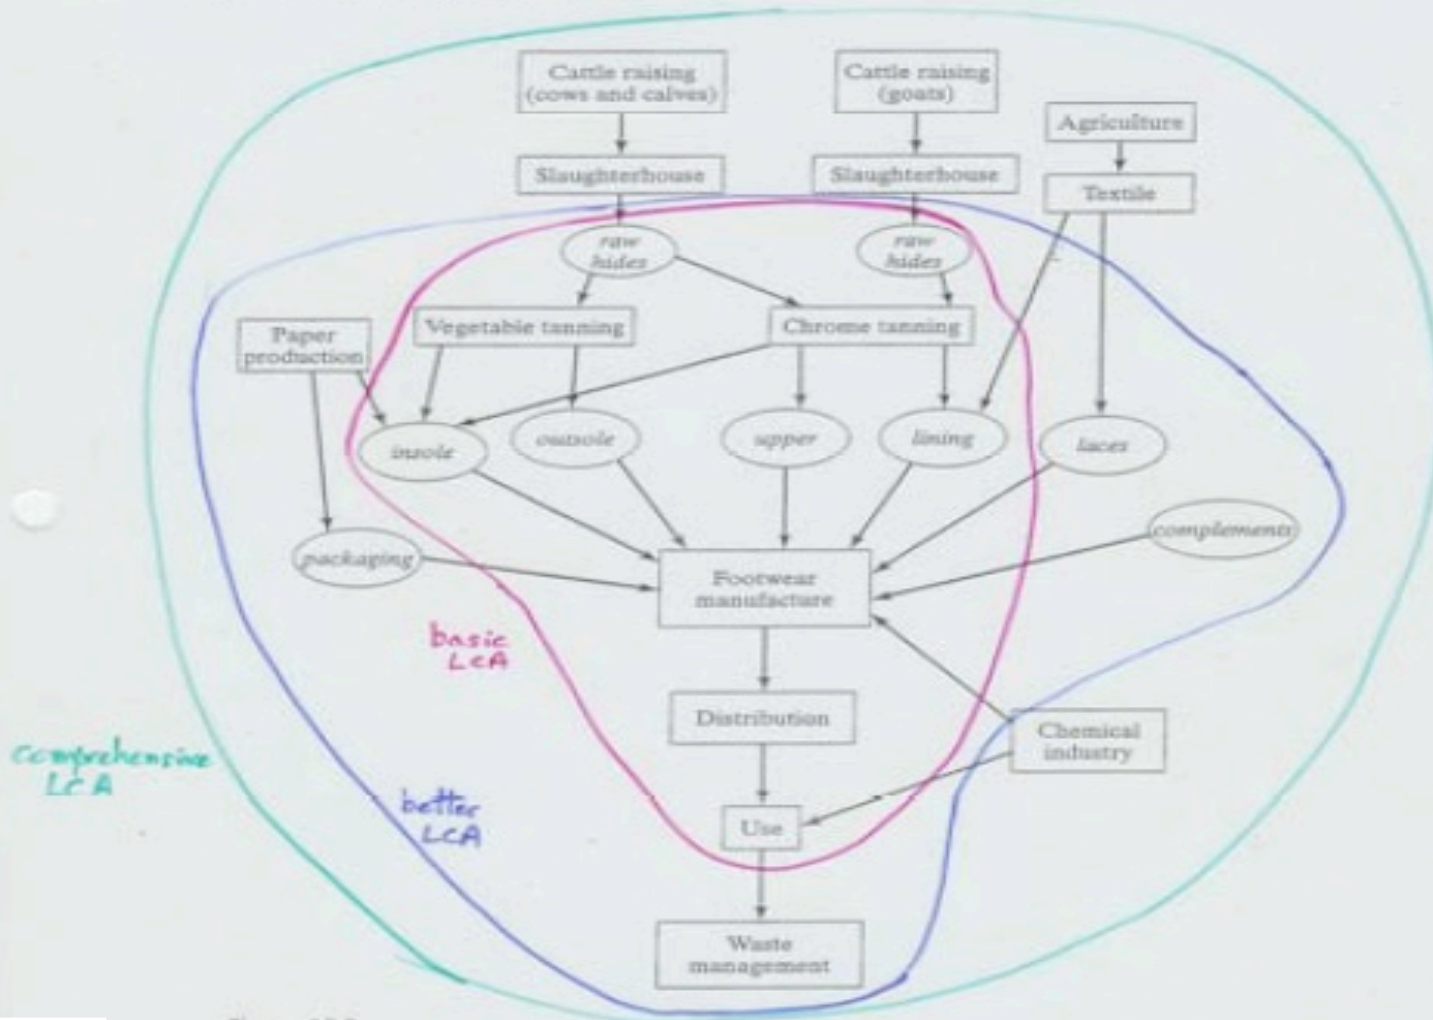 Cattle raising
(cows and calves)
Cattle raising
(goats)
Agriculture
Slaughterhouse
Slaughterhouse
Textile
raw
hides
raw
hides
Paper
production
Vegetable tanning
Chrome tanning
insole
outsole
upper
lining
laces
packaging
complements
Footwear
manufacture
basic
LCA
Distribution
Chemical
industry
comprehensive
LCA
better
LCA
Use
Waste
management